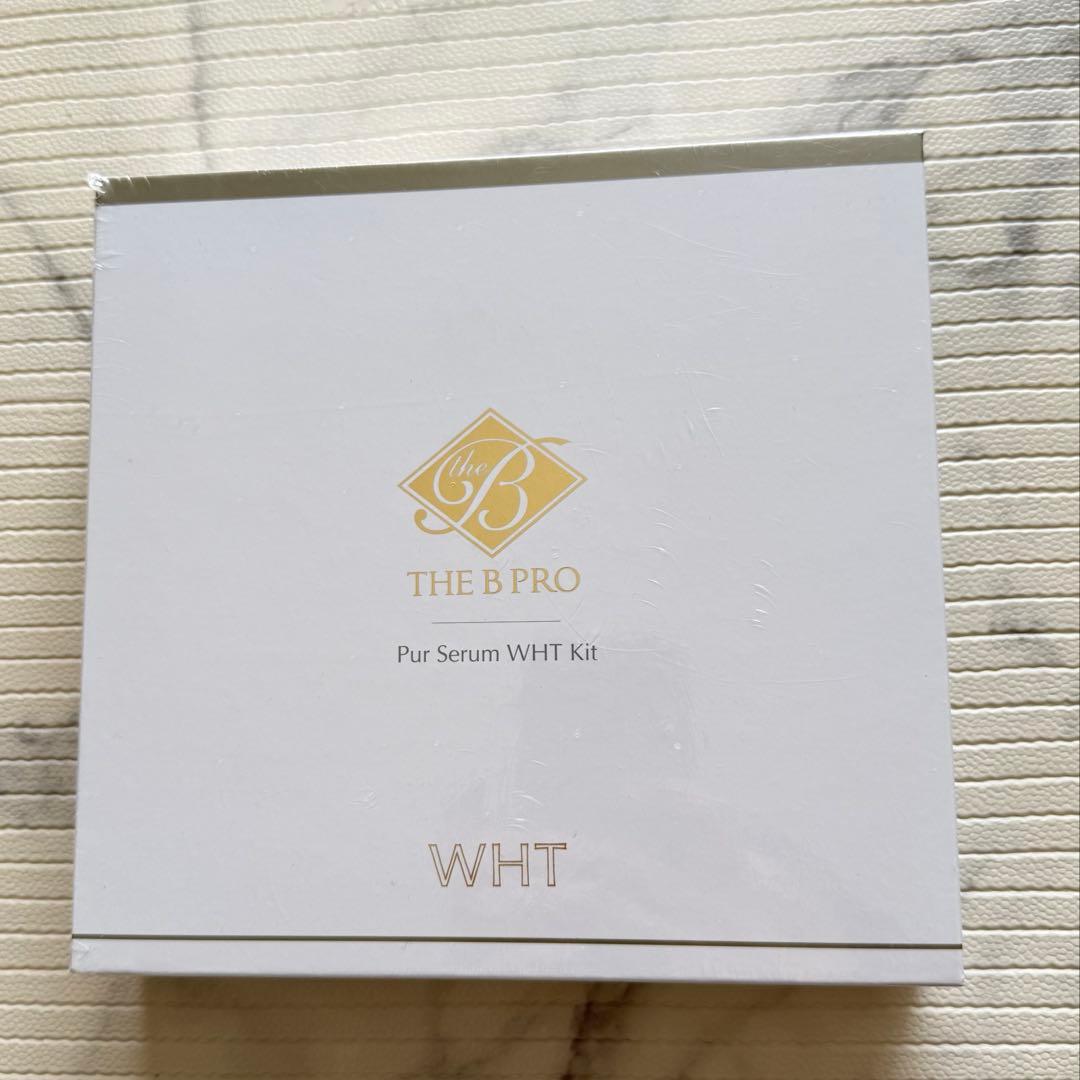 the B
THE B PRO
Pur Serum WHT Kit
WHT